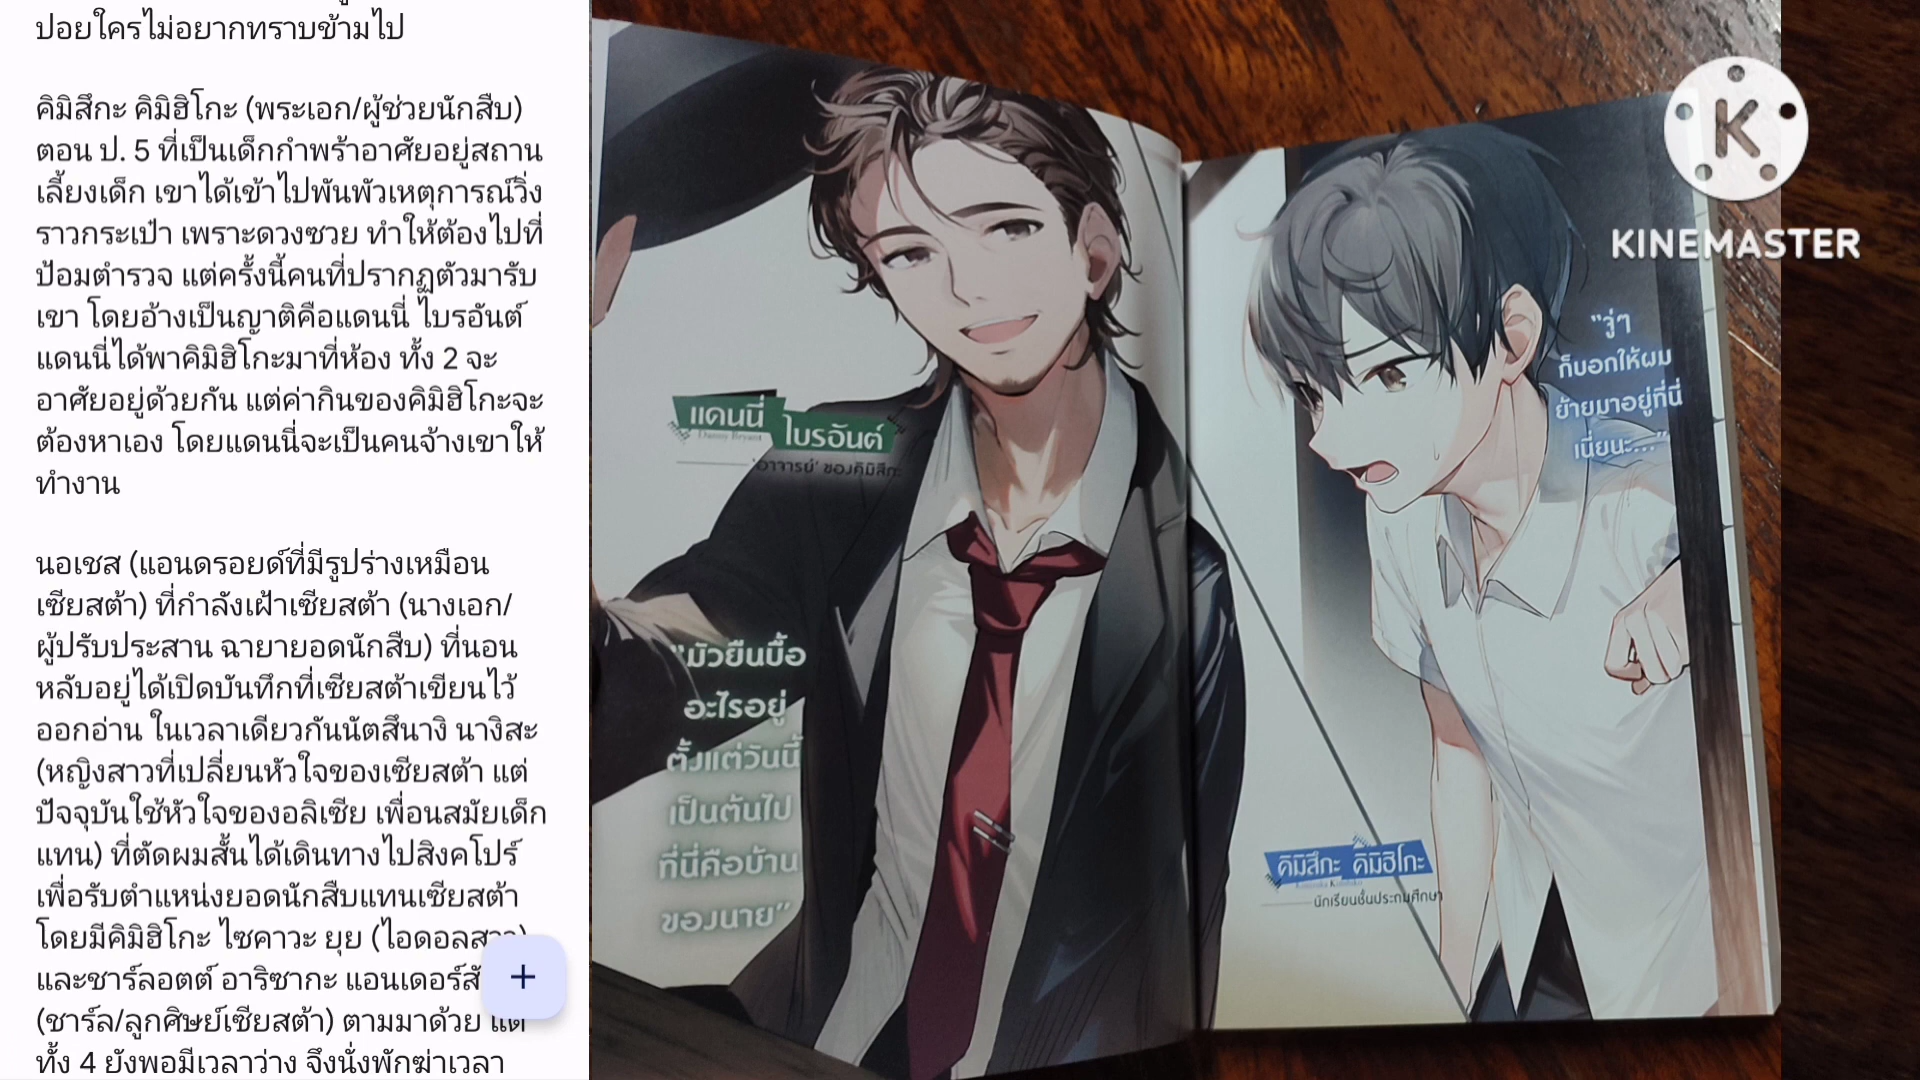 ปอยใครไม่อยากทราบข้ามไป
คิมิสึกะ คิมิฮิโกะ (พระเอก/ผู้ช่วยนักสืบ)
ตอน ป. 5 ที่เป็นเด็กกำพร้าอาศัยอยู่สถาน
เลี้ยงเด็ก เขาได้เข้าไปพันพัวเหตุการณ์วิ่ง
ราวกระเป๋า เพราะดวงซวย ทำให้ต้องไปที่
ป้อมตำรวจ แต่ครั้งนี้คนที่ปรากฏตัวมารับ
เขา โดยอ้างเป็นญาติคือแดนนี่ ไบรอันต์
แดนนี่ได้พาคิมิฮิโกะมาที่ห้อง ทั้ง 2 จะ
อาศัยอยู่ด้วยกัน แต่ค่ากินของคิมิฮิโกะจะ
ต้องหาเอง โดยแดนนี่จะเป็นคนจ้างเขาให้
ทำงาน
นอเชส (แอนดรอยด์ที่มีรูปร่างเหมือน
เซียสต้า) ที่กำลังเฝ้าเซียสต้า (นางเอก/
ผู้ปรับประสาน ฉายายอดนักสืบ) ที่นอน
หลับอยู่ได้เปิดบันทึกที่เซียสต้าเขียนไว้
ออกอ่าน ในเวลาเดียวกันนัตสึนางิ นางิสะ
(หญิงสาวที่เปลี่ยนหัวใจของเซียสต้า แต่
ปัจจุบันใช้หัวใจของอลิเซีย เพื่อนสมัยเด็ก
แทน) ที่ตัดผมสั้นได้เดินทางไปสิงคโปร์
เพื่อรับตำแหน่งยอดนักสืบแทนเซียสต้า
โดยมีคิมิฮิโกะ ไซคาวะ ยุย (ไอดอลสาว)
และชาร์ลอตต์ อาริซากะ แอนเดอร์สั
(ชาร์ล/ลูกศิษย์เซียสต้า) ตามมาด้วย แต่
ทั้ง 4 ยังพอมีเวลาว่าง จึงนั่งพักฆ่าเวลา
แดนนี่
ไบรอันต์
Danny Bryant
'อาจารย์' ของคิมิสึกะ
"มัวยืนบื้อ
อะไรอยู่
ตั้งแต่วันนี้
เป็นต้นไป
ที่นี่คือบ้าน
ของนาย"
"จู่ๆ
ก็บอกให้ผม
ย้ายมาอยู่ที่นี่
เนี่ยนะ..."
คิมิสึกะ คิมิฮิโกะ
นักเรียนชั้นประถมศึกษา
K
KINEMASTER